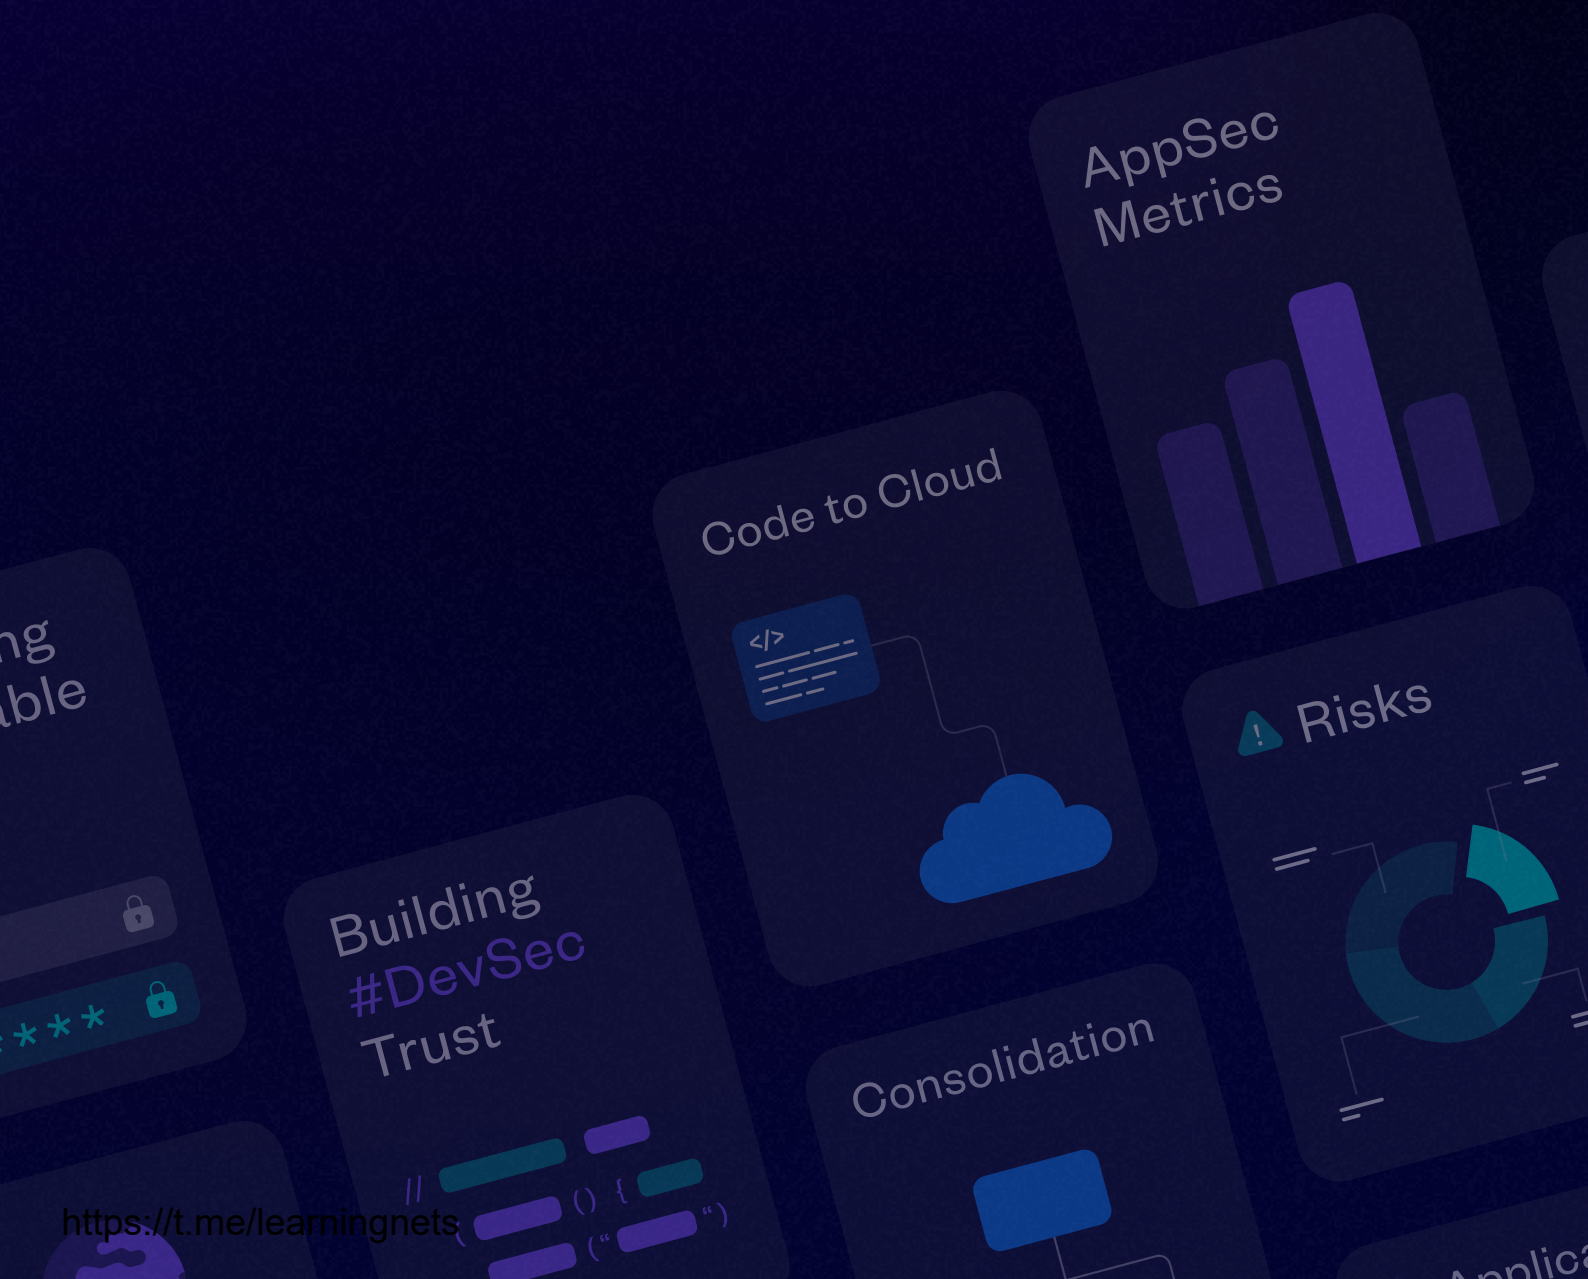 AppSec
Metrics
Code to Cloud
</>
Risks
Building
#DevSec
Trust
Consolidation
****
//
() {
( (“ “)
https://t.me/learningnets